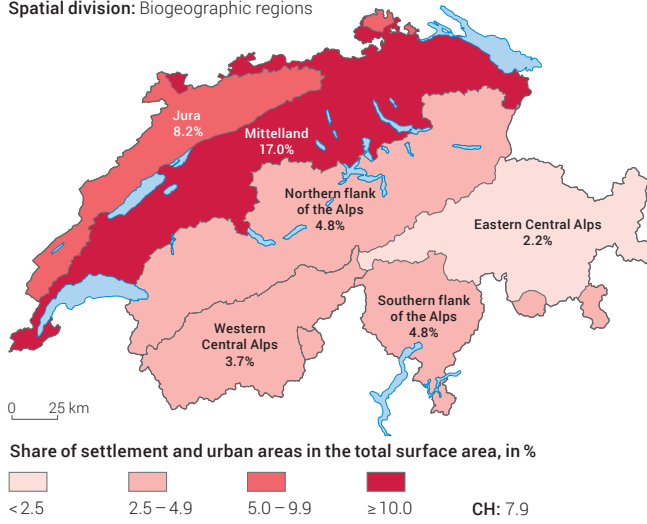 Spatial division: Biogeographic regions
Jura
8.2%
Mittelland
17.0%
Northern flank
of the Alps
4.8%
Eastern Central Alps
2.2%
Southern flank
of the Alps
4.8%
Western
Central Alps
3.7%
0 25 km
Share of settlement and urban areas in the total surface area, in %
< 2.5 2.5 – 4.9 5.0 – 9.9 ≥ 10.0 CH: 7.9